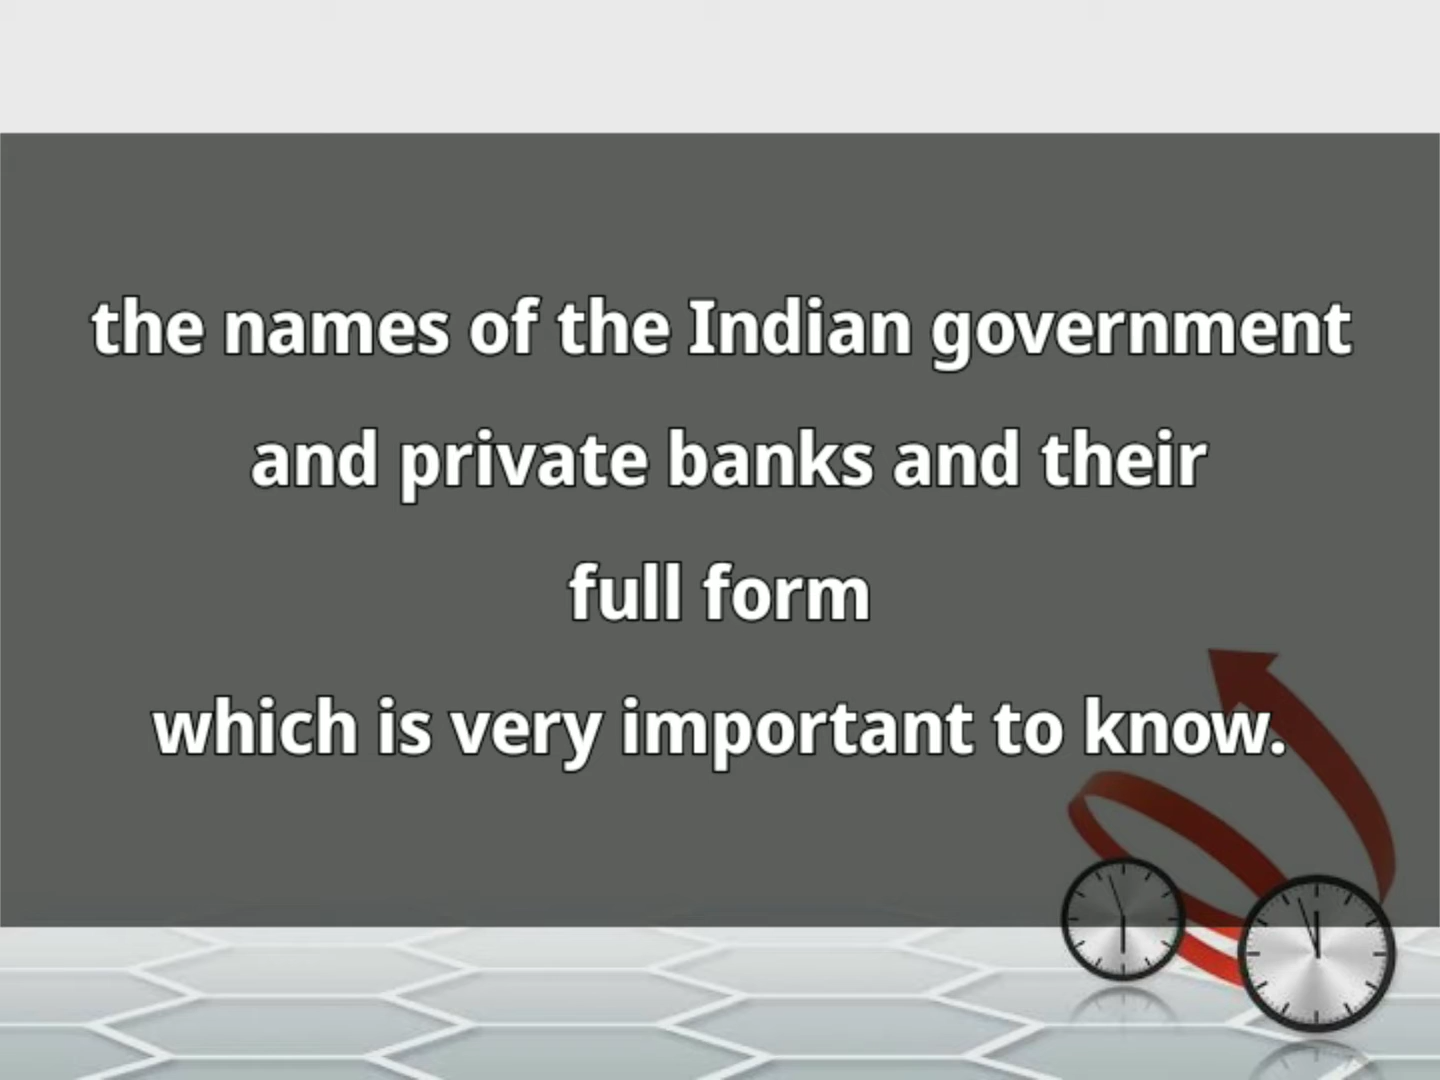 the names of the Indian government
and private banks and their
full form
which is very important to know.